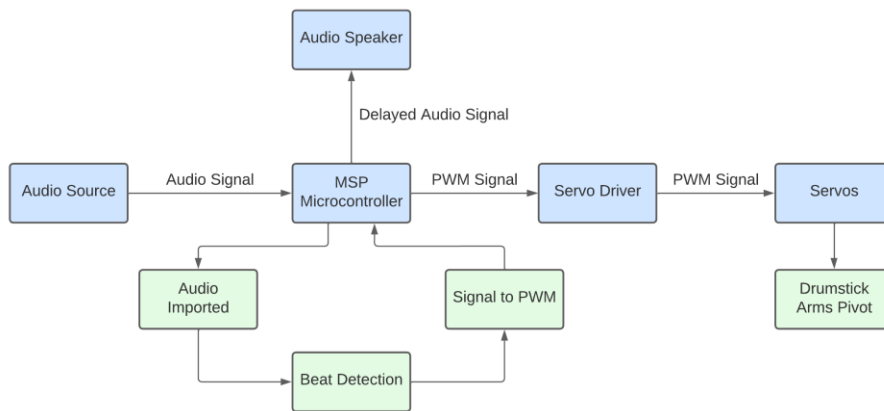 Audio Speaker
Delayed Audio Signal
Audio Source
Audio Signal
MSP
Microcontroller
PWM Signal
Servo Driver
PWM Signal
Servos
Audio
Imported
Signal to PWM
Drumstick
Arms Pivot
Beat Detection